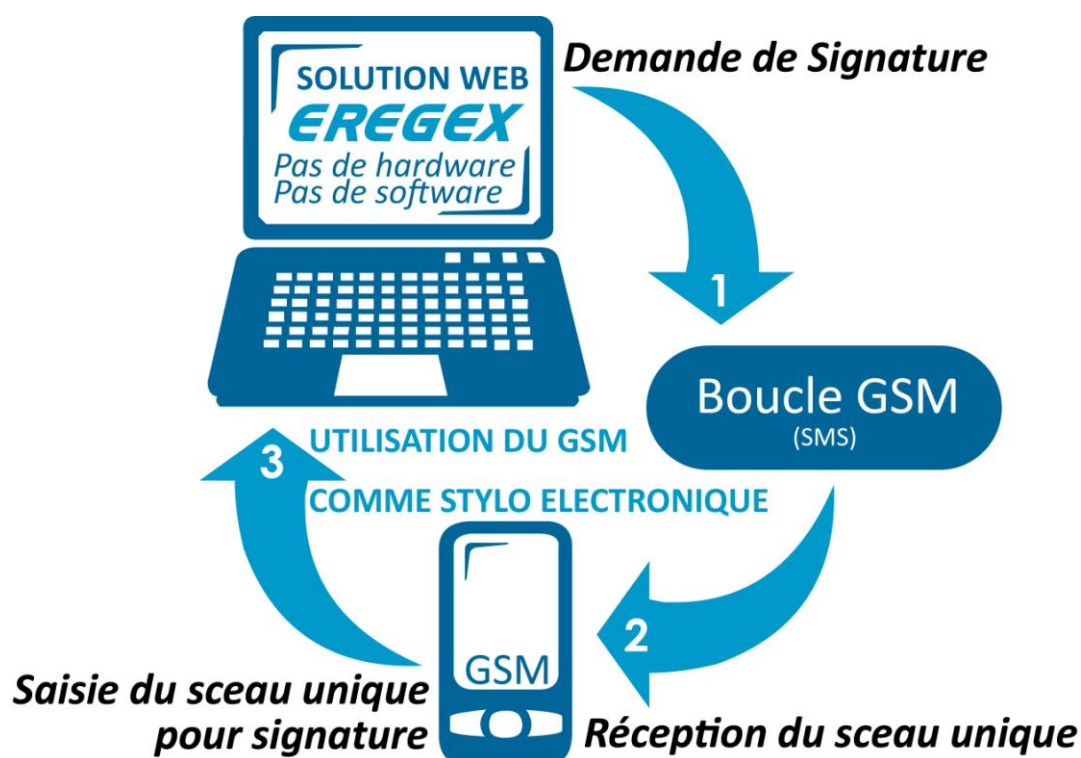 SOLUTION WEB
EREGEX
Pas de hardware
Pas de software
Demande de Signature
1
Boucle GSM
(SMS)
3
UTILISATION DU GSM
COMME STYLO ELECTRONIQUE
2
GSM
Saisie du sceau unique
pour signature
Réception du sceau unique